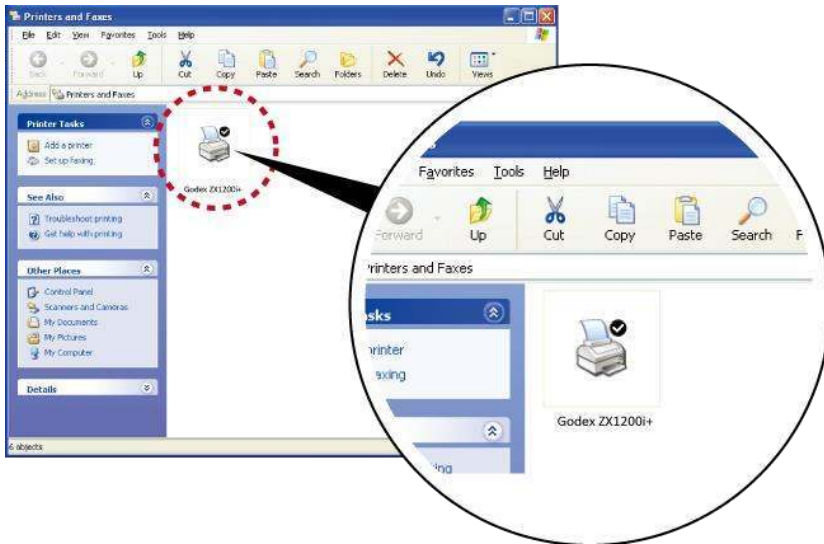 Printers and Faxes
File Edit View Favorites Tools Help
Back Forward Up Cut Copy Paste Search Folders Delete Undo Views
Address Printers and Faxes
Printer Tasks
Add a printer
Set up faxing
See Also
Troubleshoot printing
Get help with printing
Other Places
Control Panel
Scanners and Cameras
My Documents
My Pictures
My Computer
Details
6 objects
Godex ZX1200i+
s
Favorites Tools Help
Forward Up Cut Copy Paste Search F
Printers and Faxes
sks
printer
axing
ing
Godex ZX1200i+